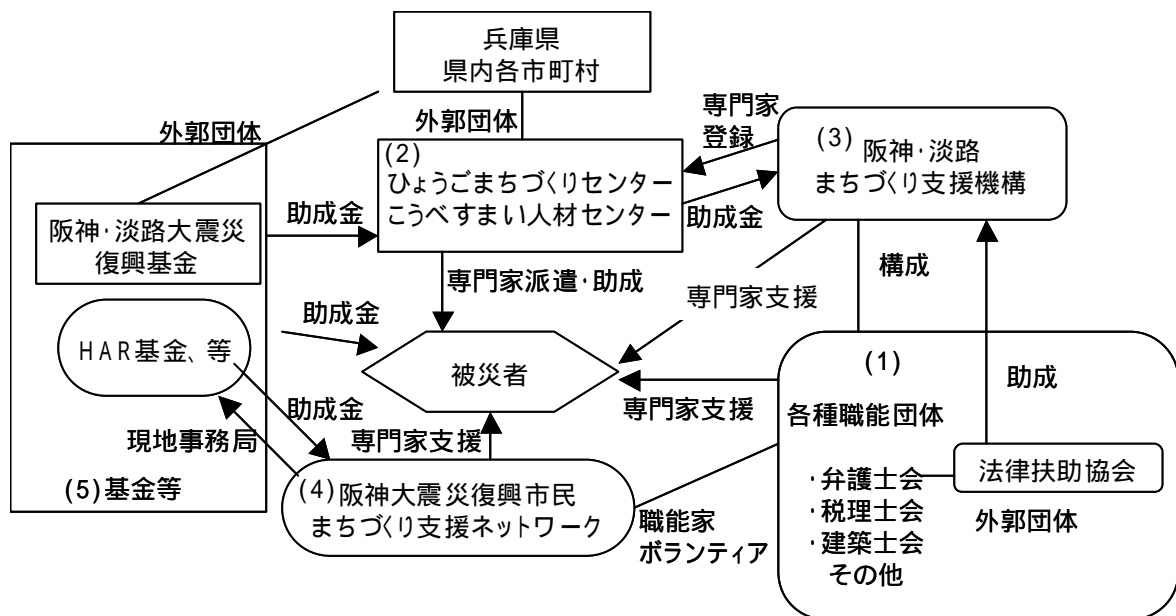 兵庫県
県内各市町村
外郭団体
外郭団体
専門家
登録
(2)
ひょうごまちづくりセンター
こうべすまい人材センター
(3) 阪神・淡路
まちづくり支援機構
助成金
助成金
阪神・淡路大震災
復興基金
専門家派遣・助成
構成
専門家支援
助成金
HAR基金、等
被災者
(1)
助成
助成金
専門家支援
専門家支援
各種職能団体
現地事務局
(5)基金等
(4)阪神大震災復興市民
まちづくり支援ネットワーク
職能家
ボランティア
・弁護士会
・税理士会
・建築士会
その他
法律扶助協会
外郭団体